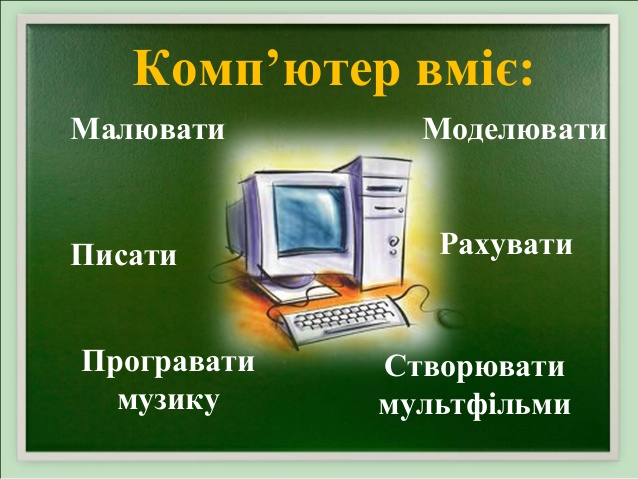 Комп’ютер вміє:
Малювати
Моделювати
Писати
Рахувати
Програвати
музику
Створювати
мультфільми